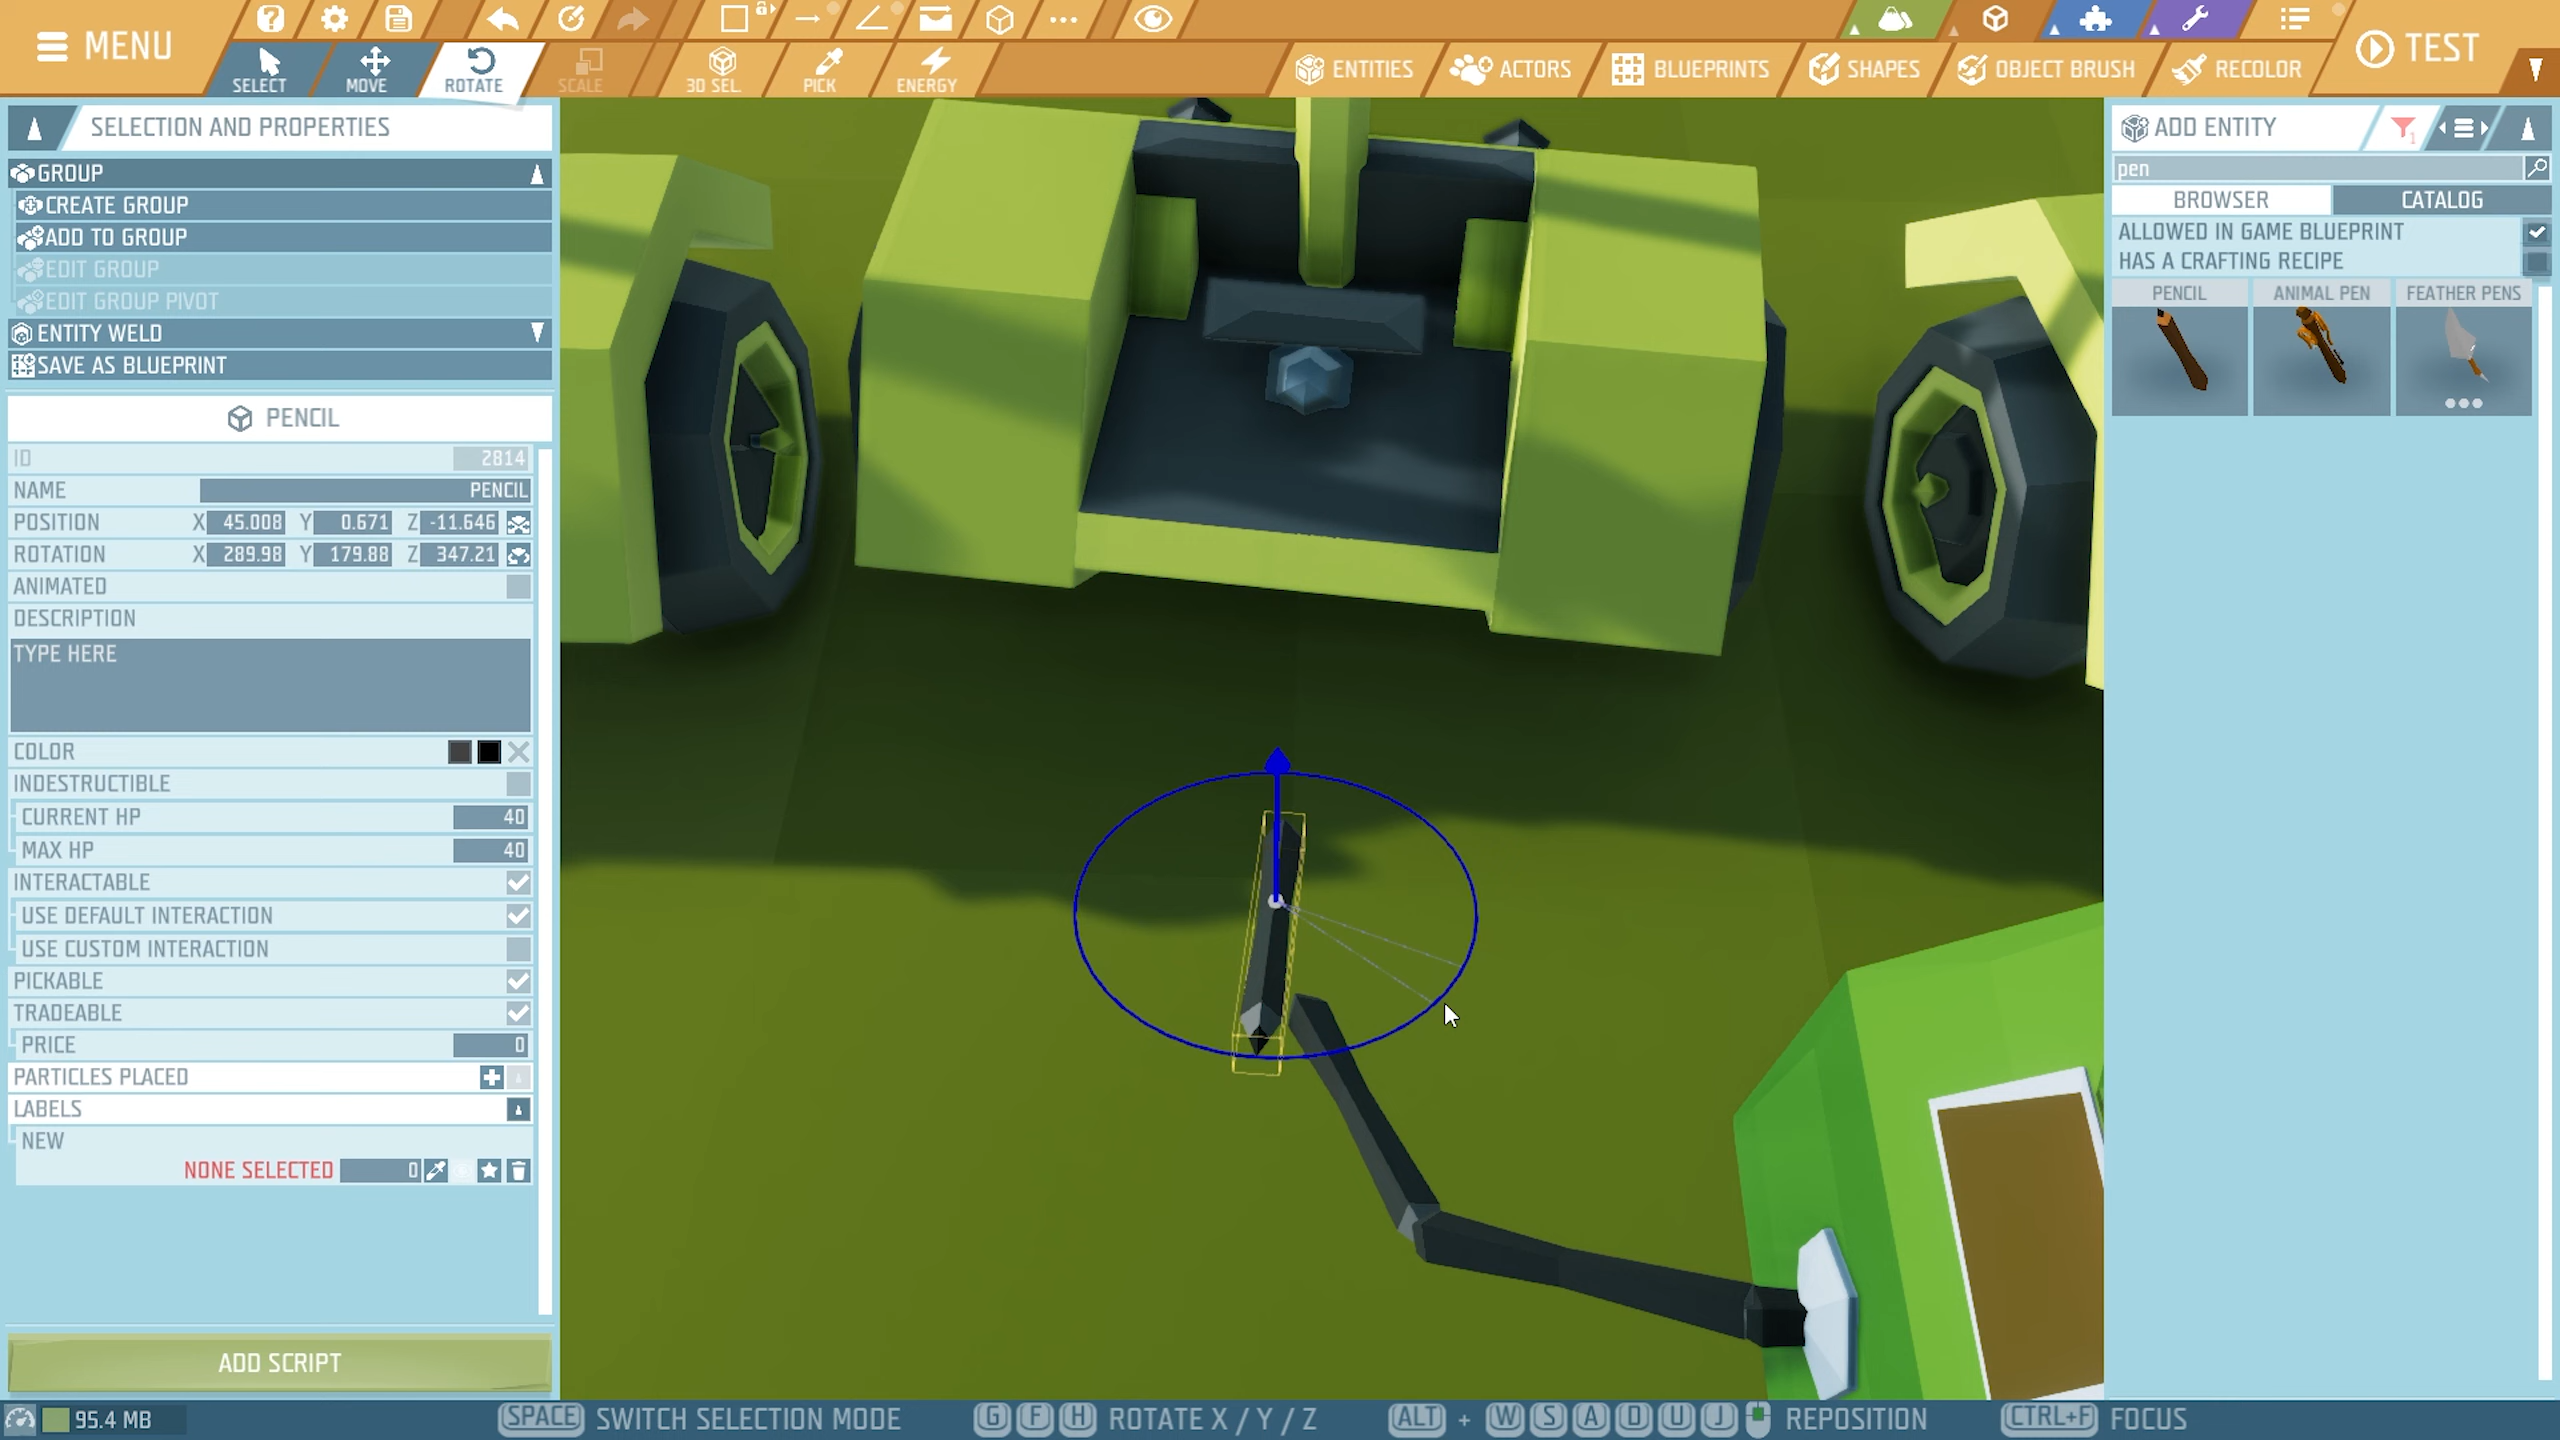 MENU
SELECT
MOVE
ROTATE
SCALE
3D SEL.
PICK
ENERGY
ENTITIES
ACTORS
BLUEPRINTS
SHAPES
OBJECT BRUSH
RECOLOR
TEST
SELECTION AND PROPERTIES
GROUP
CREATE GROUP
ADD TO GROUP
EDIT GROUP
EDIT GROUP PIVOT
ENTITY WELD
SAVE AS BLUEPRINT
PENCIL
ID 2814
NAME PENCIL
POSITION X 45.008 Y 0.671 Z -11.646
ROTATION X 289.98 Y 179.88 Z 347.21
ANIMATED
DESCRIPTION
TYPE HERE
COLOR
INDESTRUCTIBLE
CURRENT HP 40
MAX HP 40
INTERACTABLE
USE DEFAULT INTERACTION
USE CUSTOM INTERACTION
PICKABLE
TRADEABLE
PRICE 0
PARTICLES PLACED
LABELS
NEW
NONE SELECTED 0
ADD SCRIPT
ADD ENTITY
1
pen
BROWSER CATALOG
ALLOWED IN GAME BLUEPRINT
HAS A CRAFTING RECIPE
PENCIL ANIMAL PEN FEATHER PENS
95.4 MB
SPACE SWITCH SELECTION MODE
G F H ROTATE X / Y / Z
ALT + W S A D U J REPOSITION
CTRL+F FOCUS